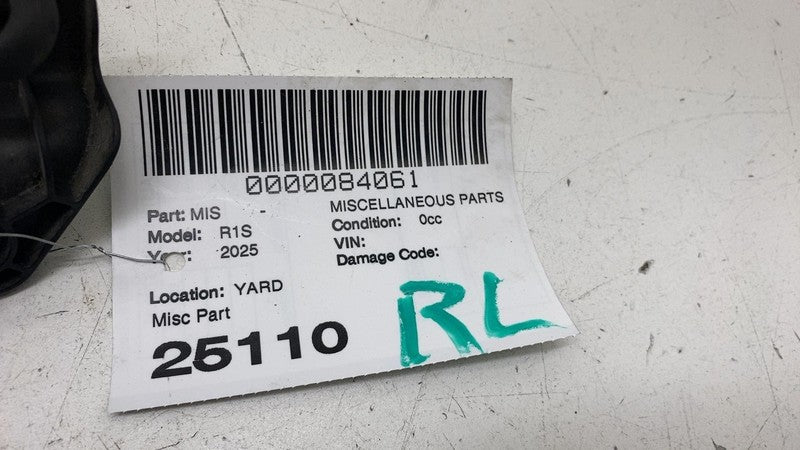 0000084061
Part: MIS - MISCELLANEOUS PARTS
Model: R1S Condition: 0cc
Year: 2025 VIN:
Damage Code:
Location: YARD
Misc Part
25110 RL